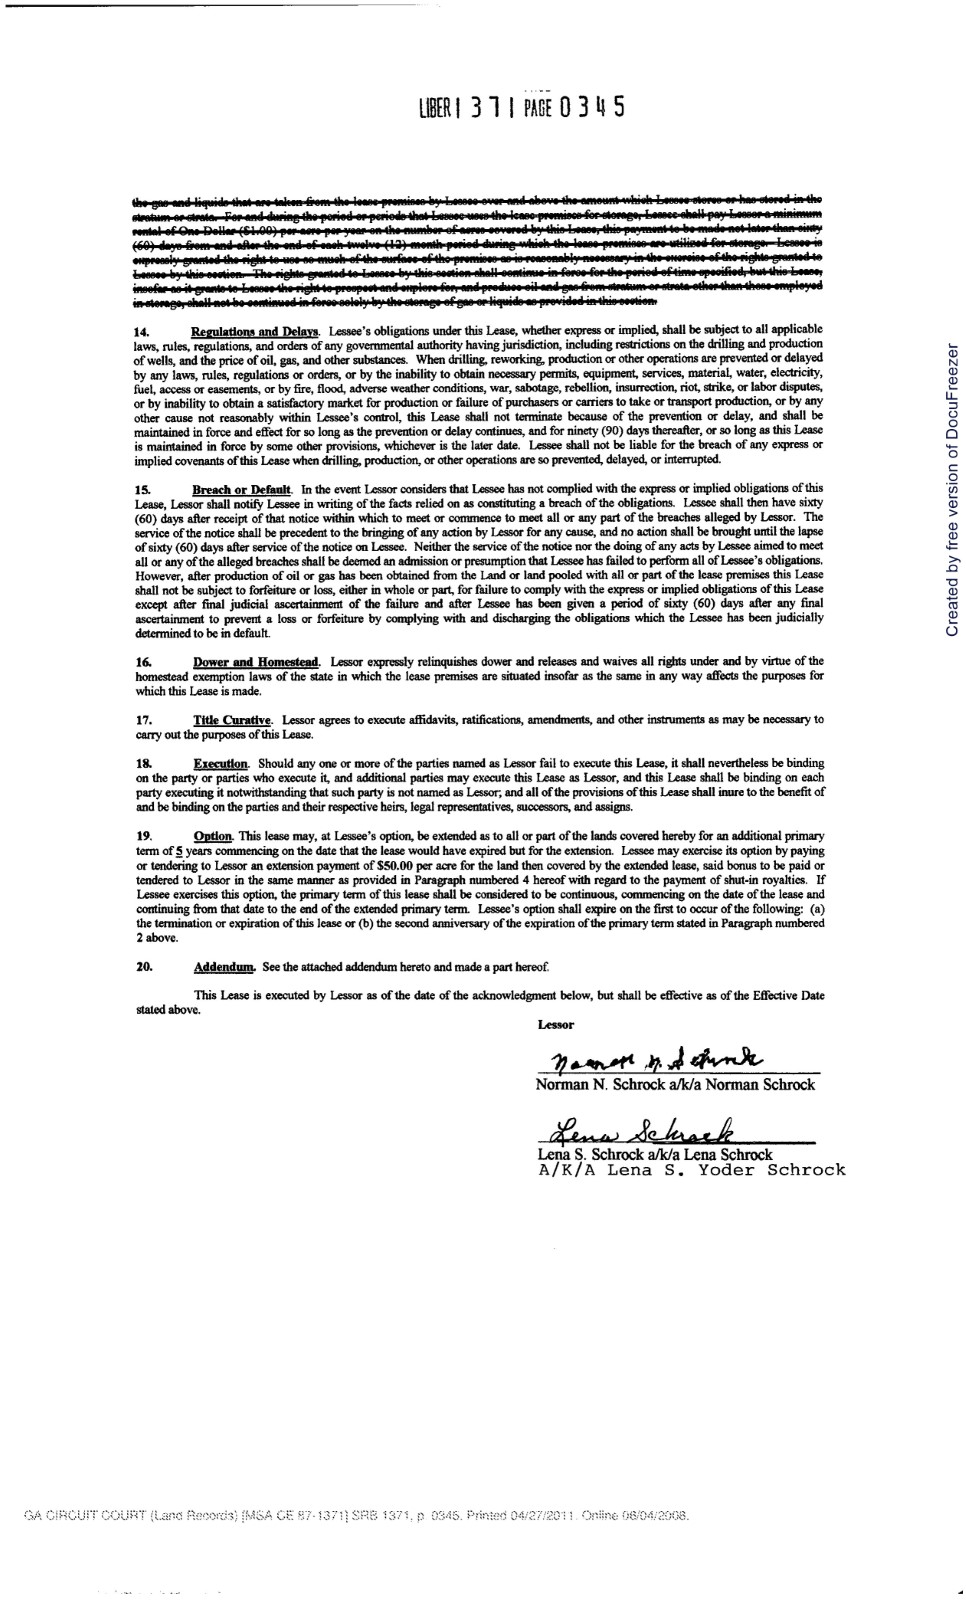 LIBER 1 3 7 1 PAGE 0 3 4 5
the gas and liquids that are taken from the lease premises by Lessee over and above the amount which Lessee stores or has stored in the
stratum or strata. For and during the period or periods that Lessee uses the lease premises for storage, Lessee shall pay Lessor a minimum
rental of One Dollar ($1.00) per acre per year on the number of acres covered by this Lease, this payment to be made not later than sixty
(60) days from and after the end of each twelve (12) month period during which the lease premises are utilized for storage. Lessee is
expressly granted the right to use so much of the surface of the premises as is reasonably necessary in the exercise of the rights granted to
Lessee by this section. The rights granted to Lessee by this section shall continue in force for the period of time specified, but this Lease,
insofar as it grants to Lessee the right to prospect and explore for, and produce oil and gas from stratum or strata other than those employed
in storage, shall not be continued in force solely by the storage of gas or liquids as provided in this section.
14. Regulations and Delays. Lessee's obligations under this Lease, whether express or implied, shall be subject to all applicable
laws, rules, regulations, and orders of any governmental authority having jurisdiction, including restrictions on the drilling and production
of wells, and the price of oil, gas, and other substances. When drilling, reworking, production or other operations are prevented or delayed
by any laws, rules, regulations or orders, or by the inability to obtain necessary permits, equipment, services, material, water, electricity,
fuel, access or easements, or by fire, flood, adverse weather conditions, war, sabotage, rebellion, insurrection, riot, strike, or labor disputes,
or by inability to obtain a satisfactory market for production or failure of purchasers or carriers to take or transport production, or by any
other cause not reasonably within Lessee's control, this Lease shall not terminate because of the prevention or delay, and shall be
maintained in force and effect for so long as the prevention or delay continues, and for ninety (90) days thereafter, or so long as this Lease
is maintained in force by some other provisions, whichever is the later date. Lessee shall not be liable for the breach of any express or
implied covenants of this Lease when drilling, production, or other operations are so prevented, delayed, or interrupted.
15. Breach or Default. In the event Lessor considers that Lessee has not complied with the express or implied obligations of this
Lease, Lessor shall notify Lessee in writing of the facts relied on as constituting a breach of the obligations. Lessee shall then have sixty
(60) days after receipt of that notice within which to meet or commence to meet all or any part of the breaches alleged by Lessor. The
service of the notice shall be precedent to the bringing of any action by Lessor for any cause, and no action shall be brought until the lapse
of sixty (60) days after service of the notice on Lessee. Neither the service of the notice nor the doing of any acts by Lessee aimed to meet
all or any of the alleged breaches shall be deemed an admission or presumption that Lessee has failed to perform all of Lessee's obligations.
However, after production of oil or gas has been obtained from the Land or land pooled with all or part of the lease premises this Lease
shall not be subject to forfeiture or loss, either in whole or part, for failure to comply with the express or implied obligations of this Lease
except after final judicial ascertainment of the failure and after Lessee has been given a period of sixty (60) days after any final
ascertainment to prevent a loss or forfeiture by complying with and discharging the obligations which the Lessee has been judicially
determined to be in default.
16. Dower and Homestead. Lessor expressly relinquishes dower and releases and waives all rights under and by virtue of the
homestead exemption laws of the state in which the lease premises are situated insofar as the same in any way affects the purposes for
which this Lease is made.
17. Title Curative. Lessor agrees to execute affidavits, ratifications, amendments, and other instruments as may be necessary to
carry out the purposes of this Lease.
18. Execution. Should any one or more of the parties named as Lessor fail to execute this Lease, it shall nevertheless be binding
on the party or parties who execute it, and additional parties may execute this Lease as Lessor, and this Lease shall be binding on each
party executing it notwithstanding that such party is not named as Lessor; and all of the provisions of this Lease shall inure to the benefit of
and be binding on the parties and their respective heirs, legal representatives, successors, and assigns.
19. Option. This lease may, at Lessee's option, be extended as to all or part of the lands covered hereby for an additional primary
term of 5 years commencing on the date that the lease would have expired but for the extension. Lessee may exercise its option by paying
or tendering to Lessor an extension payment of $50.00 per acre for the land then covered by the extended lease, said bonus to be paid or
tendered to Lessor in the same manner as provided in Paragraph numbered 4 hereof with regard to the payment of shut-in royalties. If
Lessee exercises this option, the primary term of this lease shall be considered to be continuous, commencing on the date of the lease and
continuing from that date to the end of the extended primary term. Lessee's option shall expire on the first to occur of the following: (a)
the termination or expiration of this lease or (b) the second anniversary of the expiration of the primary term stated in Paragraph numbered
2 above.
20. Addendum. See the attached addendum hereto and made a part hereof.
This Lease is executed by Lessor as of the date of the acknowledgment below, but shall be effective as of the Effective Date
stated above.
Lessor
Norman N. Schrock
Norman N. Schrock a/k/a Norman Schrock
Lena Schrock
Lena S. Schrock a/k/a Lena Schrock
A/K/A Lena S. Yoder Schrock
GA CIRCUIT COURT (Land Records) [MSA CE 87-1371] SRB 1371, p. 0345. Printed 04/27/2011. Online 06/04/2008.
Created by free version of DocuFreezer